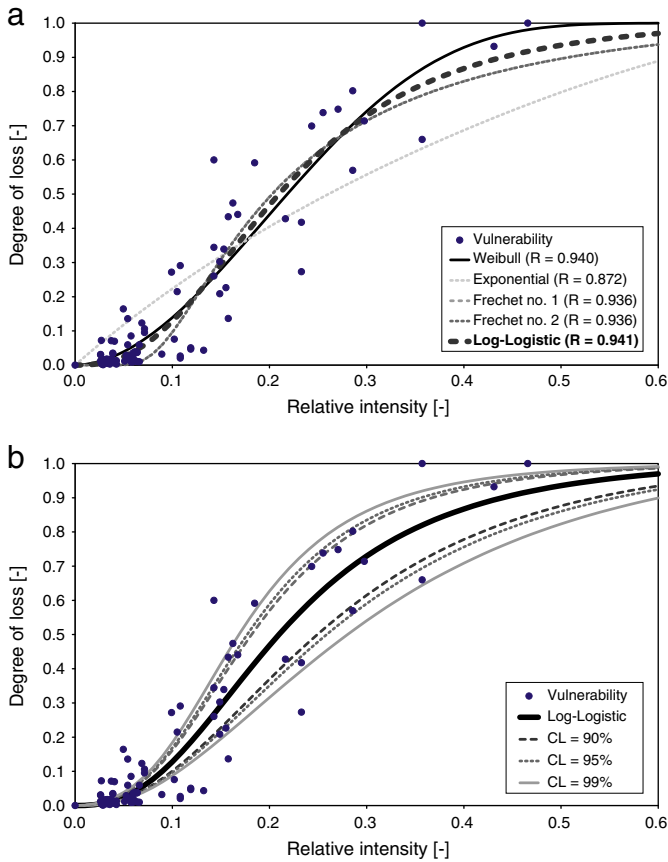 a
1.0
0.9
0.8
0.7
0.6
0.5
0.4
0.3
0.2
0.1
0.0
Degree of loss [-]
Vulnerability
Weibull (R = 0.940)
Exponential (R = 0.872)
Frechet no. 1 (R = 0.936)
Frechet no. 2 (R = 0.936)
Log-Logistic (R = 0.941)
0.0 0.1 0.2 0.3 0.4 0.5 0.6
Relative intensity [-]
b
1.0
0.9
0.8
0.7
0.6
0.5
0.4
0.3
0.2
0.1
0.0
Degree of loss [-]
Vulnerability
Log-Logistic
CL = 90%
CL = 95%
CL = 99%
0.0 0.1 0.2 0.3 0.4 0.5 0.6
Relative intensity [-]